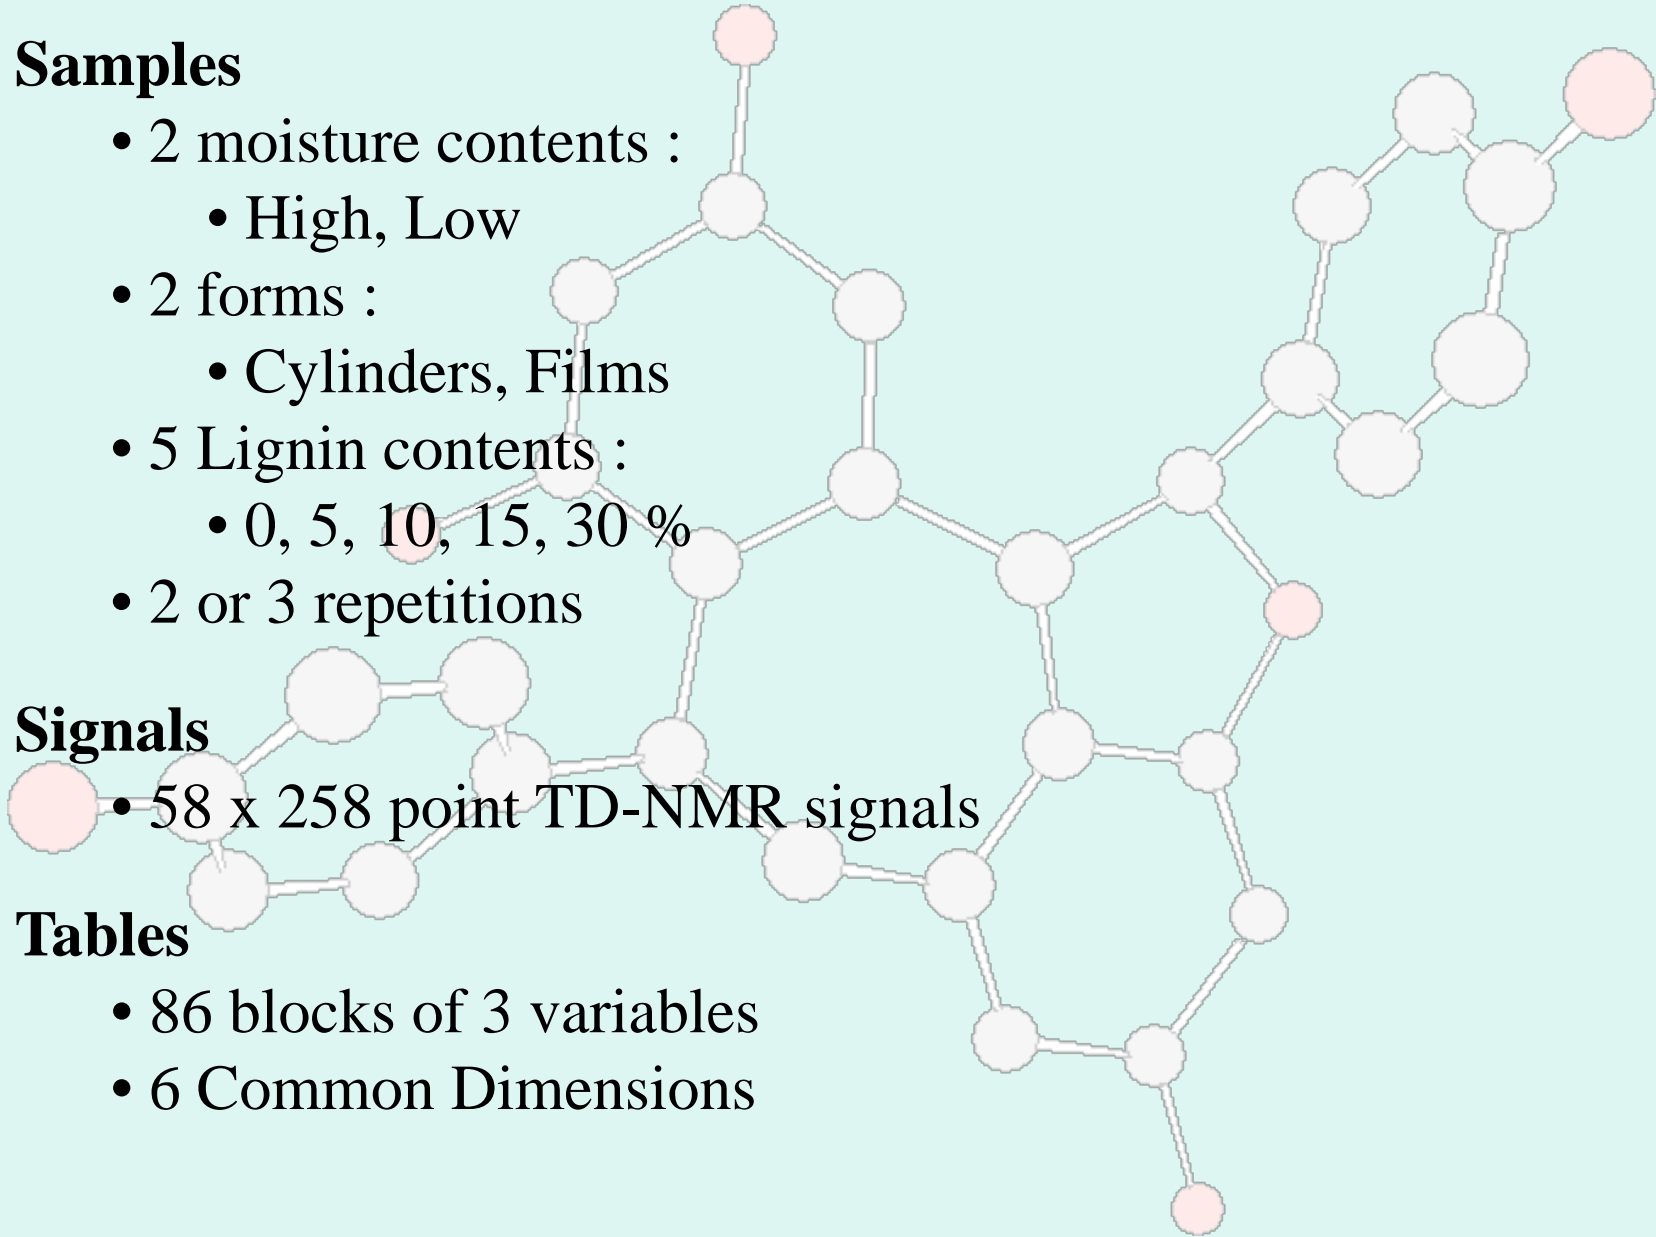 Samples
• 2 moisture contents :
• High, Low
• 2 forms :
• Cylinders, Films
• 5 Lignin contents :
• 0, 5, 10, 15, 30 %
• 2 or 3 repetitions
Signals
• 58 x 258 point TD-NMR signals
Tables
• 86 blocks of 3 variables
• 6 Common Dimensions